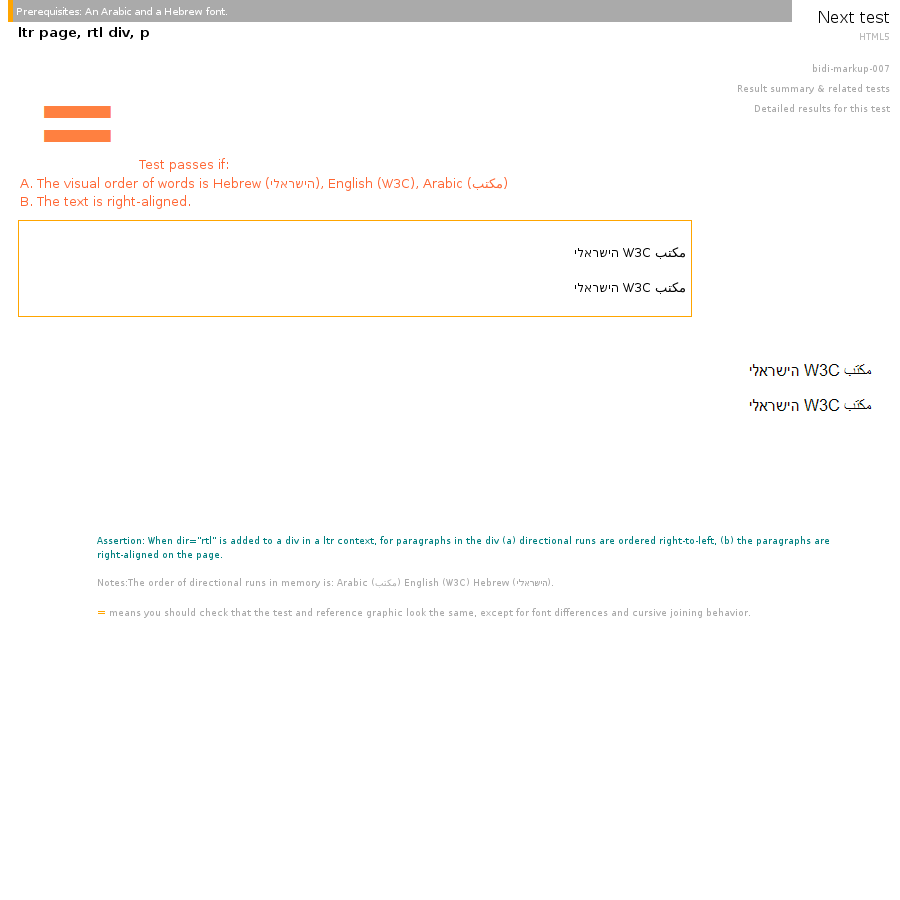 Prerequisites: An Arabic and a Hebrew font.
Next test
ltr page, rtl div, p
HTML5
bidi-markup-007
Result summary & related tests
Detailed results for this test
=
Test passes if:
A. The visual order of words is Hebrew (הישראלי), English (W3C), Arabic (مكتب)
B. The text is right-aligned.
مكتب W3C הישראלי
مكتب W3C הישראלי
مكتب W3C הישראלי
مكتب W3C הישראלי
Assertion: When dir="rtl" is added to a div in a ltr context, for paragraphs in the div (a) directional runs are ordered right-to-left, (b) the paragraphs are
right-aligned on the page.
Notes:The order of directional runs in memory is: Arabic (مكتب) English (W3C) Hebrew (הישראלי).
= means you should check that the test and reference graphic look the same, except for font differences and cursive joining behavior.